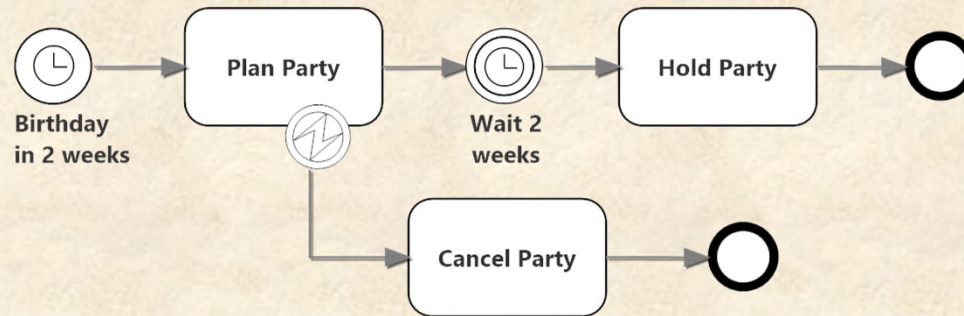 Plan Party
Hold Party
Birthday
in 2 weeks
Wait 2
weeks
Cancel Party